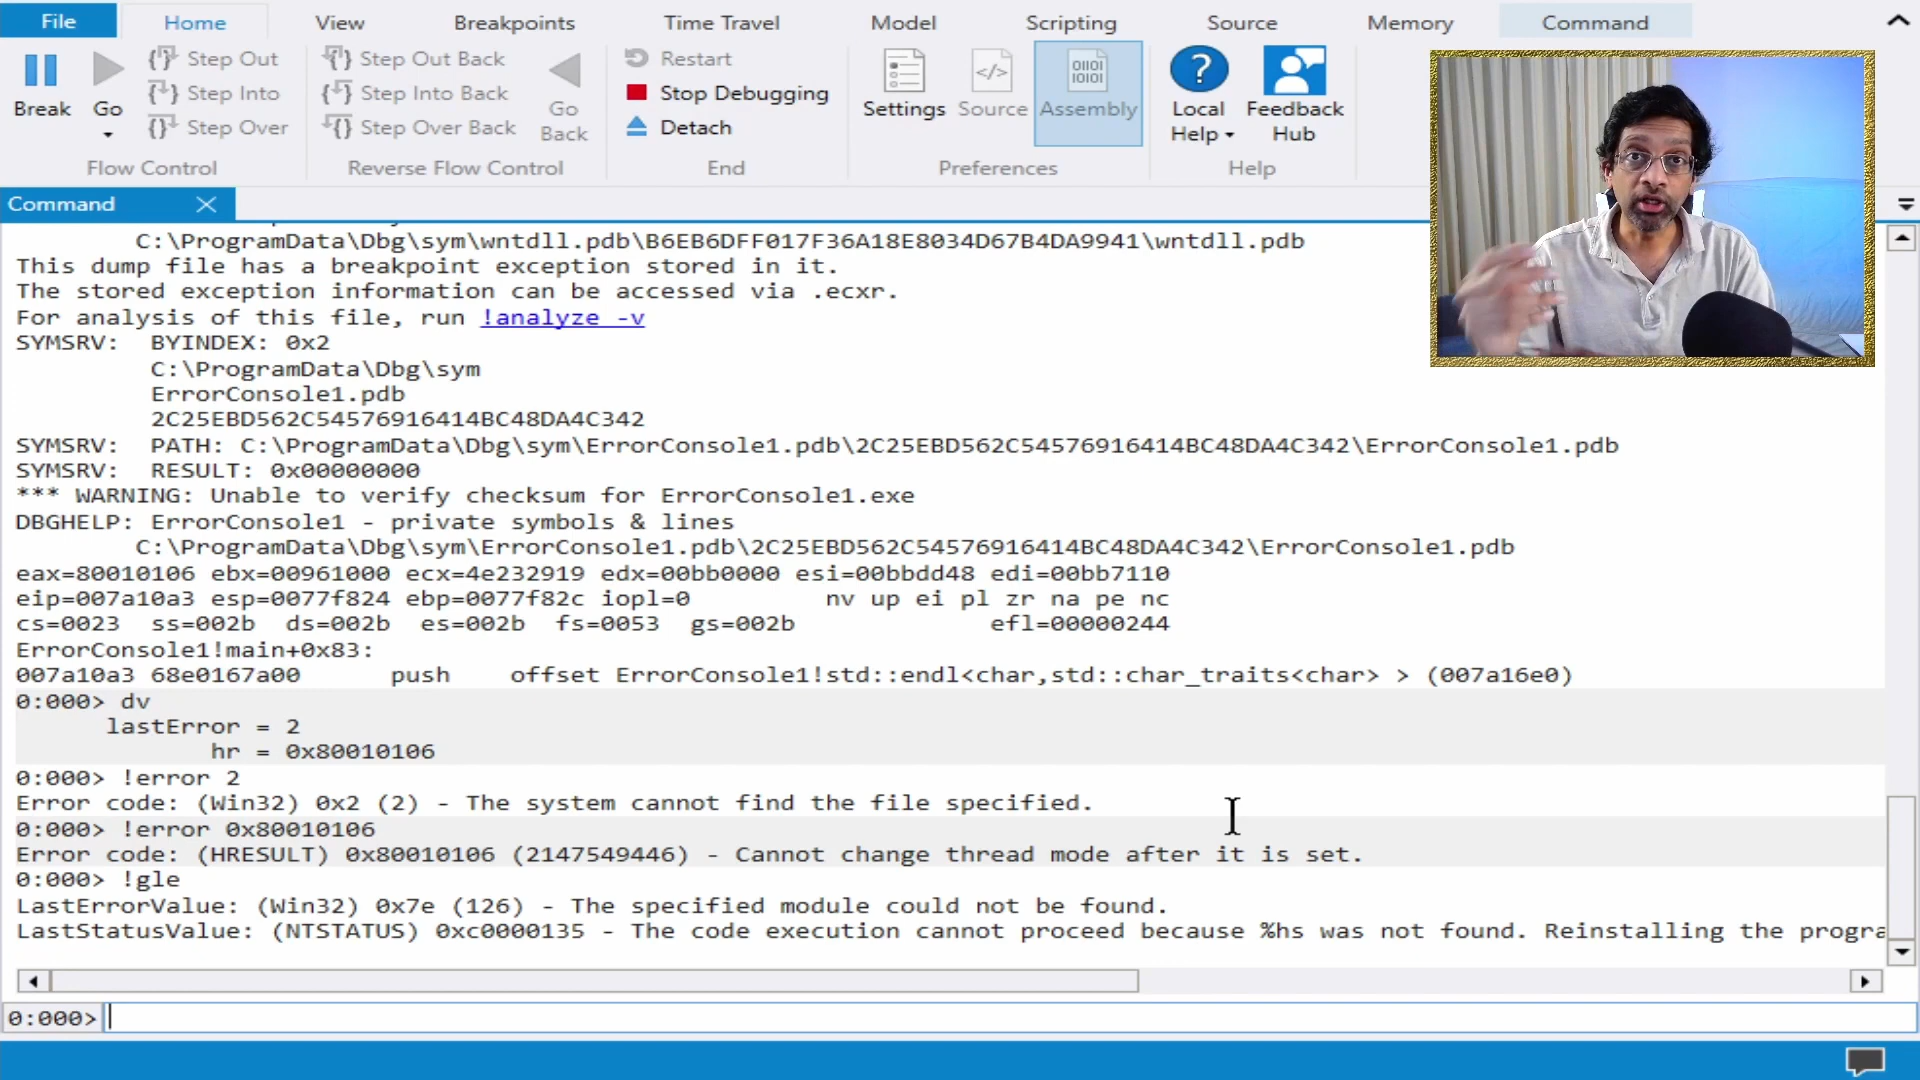 File Home View Breakpoints Time Travel Model Scripting Source Memory Command
Break
Go
Step Out
Step Into
Step Over
Flow Control
Step Out Back
Step Into Back
Step Over Back
Go Back
Reverse Flow Control
Restart
Stop Debugging
Detach
End
Settings
Source
Assembly
Preferences
Local Help
Feedback Hub
Help
Command
C:\ProgramData\Dbg\sym\wntdll.pdb\B6EB6DFF017F36A18E8034D67B4DA9941\wntdll.pdb
This dump file has a breakpoint exception stored in it.
The stored exception information can be accessed via .ecxr.
For analysis of this file, run !analyze -v
SYMSRV:  BYINDEX: 0x2
C:\ProgramData\Dbg\sym
ErrorConsole1.pdb
2C25EBD562C54576916414BC48DA4C342
SYMSRV:  PATH: C:\ProgramData\Dbg\sym\ErrorConsole1.pdb\2C25EBD562C54576916414BC48DA4C342\ErrorConsole1.pdb
SYMSRV:  RESULT: 0x00000000
*** WARNING: Unable to verify checksum for ErrorConsole1.exe
DBGHELP: ErrorConsole1 - private symbols & lines
C:\ProgramData\Dbg\sym\ErrorConsole1.pdb\2C25EBD562C54576916414BC48DA4C342\ErrorConsole1.pdb
eax=80010106 ebx=00961000 ecx=4e232919 edx=00bb0000 esi=00bbdd48 edi=00bb7110
eip=007a10a3 esp=0077f824 ebp=0077f82c iopl=0 nv up ei pl zr na pe nc
cs=0023 ss=002b ds=002b es=002b fs=0053 gs=002b efl=00000244
ErrorConsole1!main+0x83:
007a10a3 68e0167a00 push offset ErrorConsole1!std::endl<char,std::char_traits<char> > (007a16e0)
0:000> dv
lastError = 2
hr = 0x80010106
0:000> !error 2
Error code: (Win32) 0x2 (2) - The system cannot find the file specified.
0:000> !error 0x80010106
Error code: (HRESULT) 0x80010106 (2147549446) - Cannot change thread mode after it is set.
0:000> !gle
LastErrorValue: (Win32) 0x7e (126) - The specified module could not be found.
LastStatusValue: (NTSTATUS) 0xc0000135 - The code execution cannot proceed because %hs was not found. Reinstalling the progra
0:000>